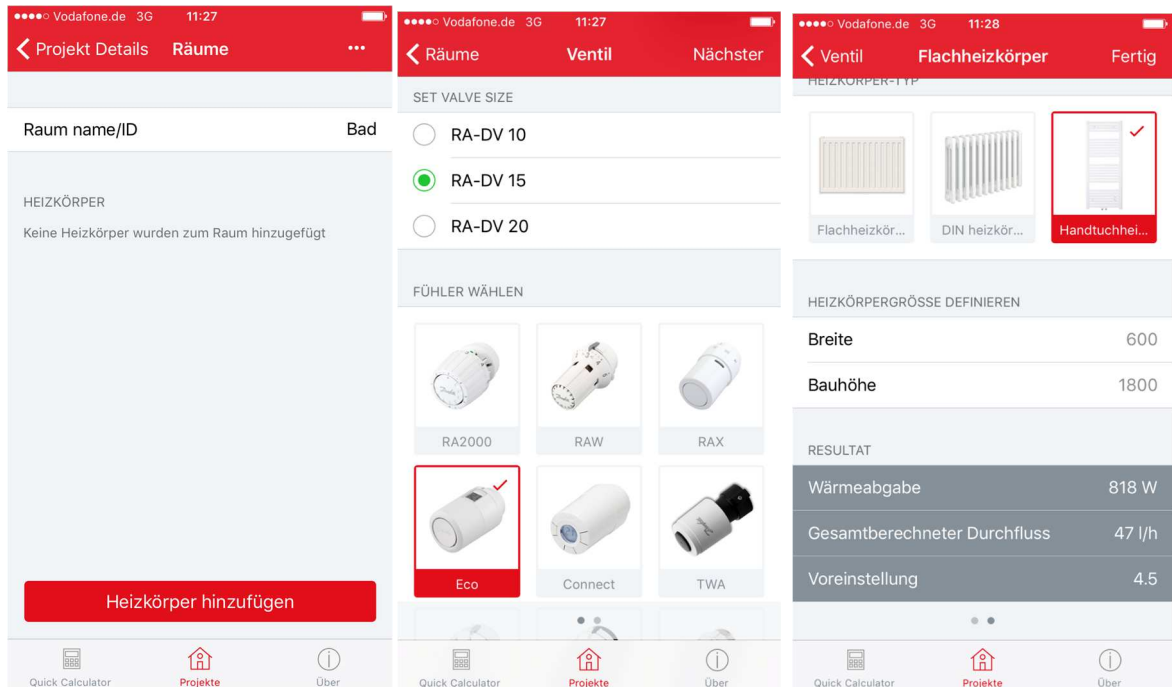 Vodafone.de 3G 11:27
Projekt Details Räume
Raum name/ID Bad
HEIZKÖRPER
Keine Heizkörper wurden zum Raum hinzugefügt
Heizkörper hinzufügen
Quick Calculator Projekte Über
Vodafone.de 3G 11:27
Räume Ventil Nächster
SET VALVE SIZE
RA-DV 10
RA-DV 15
RA-DV 20
FÜHLER WÄHLEN
RA2000 RAW RAX
Eco Connect TWA
Quick Calculator Projekte Über
Vodafone.de 3G 11:28
Ventil Flachheizkörper Fertig
HEIZKÖRPER-TYP
Flachheizkör... DIN heizkör... Handtuchhei...
HEIZKÖRPERGRÖSSE DEFINIEREN
Breite 600
Bauhöhe 1800
RESULTAT
Wärmeabgabe 818 W
Gesamtberechneter Durchfluss 47 l/h
Voreinstellung 4.5
Quick Calculator Projekte Über